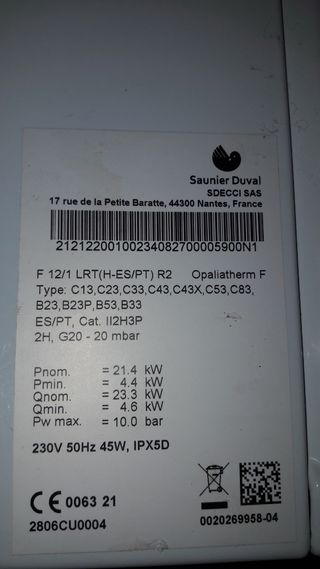 Saunier Duval
SDECCI SAS
17 rue de la Petite Baratte, 44300 Nantes, France
21212200100234082700005900N1
F 12/1 LRT(H-ES/PT) R2 Opaliatherm F
Type: C13,C23,C33,C43,C43X,C53,C83,
B23,B23P,B53,B33
ES/PT, Cat. II2H3P
2H, G20 - 20 mbar
Pnom. = 21.4 kW
Pmin. = 4.4 kW
Qnom. = 23.3 kW
Qmin. = 4.6 kW
Pw max. = 10.0 bar
230V 50Hz 45W, IPX5D
CE 0063 21
2806CU0004
0020269958-04